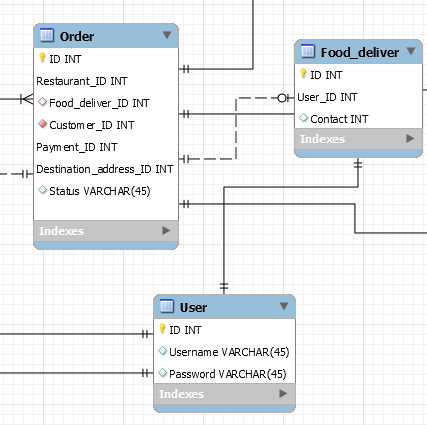 Order
ID INT
Restaurant_ID INT
Food_deliver_ID INT
Customer_ID INT
Payment_ID INT
Destination_address_ID INT
Status VARCHAR(45)
Indexes
Food_deliver
ID INT
User_ID INT
Contact INT
Indexes
User
ID INT
Username VARCHAR(45)
Password VARCHAR(45)
Indexes